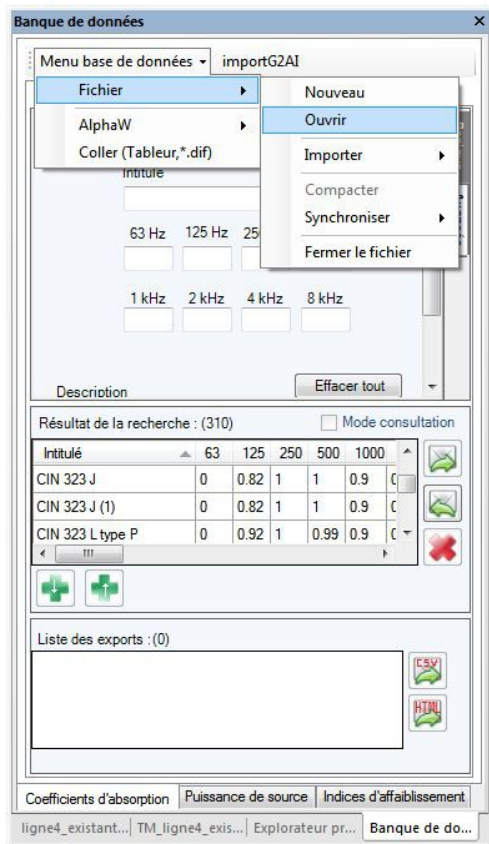 Banque de données
Menu base de données importG2AI
Fichier
AlphaW
Coller (Tableur,*.dif)
Nouveau
Ouvrir
Importer
Compacter
Synchroniser
Fermer le fichier
Intitulé
63 Hz 125 Hz 25
1 kHz 2 kHz 4 kHz 8 kHz
Description
Effacer tout
Résultat de la recherche : (310) Mode consultation
Intitulé 63 125 250 500 1000
CIN 323 J 0 0.82 1 1 0.9
CIN 323 J (1) 0 0.82 1 1 0.9
CIN 323 L type P 0 0.92 1 0.99 0.9
Liste des exports :(0)
CSV
HTML
Coefficients d'absorption Puissance de source Indices d'affaiblissement
ligne4_existant... TM_ligne4_exis... Explorateur pr... Banque de do...